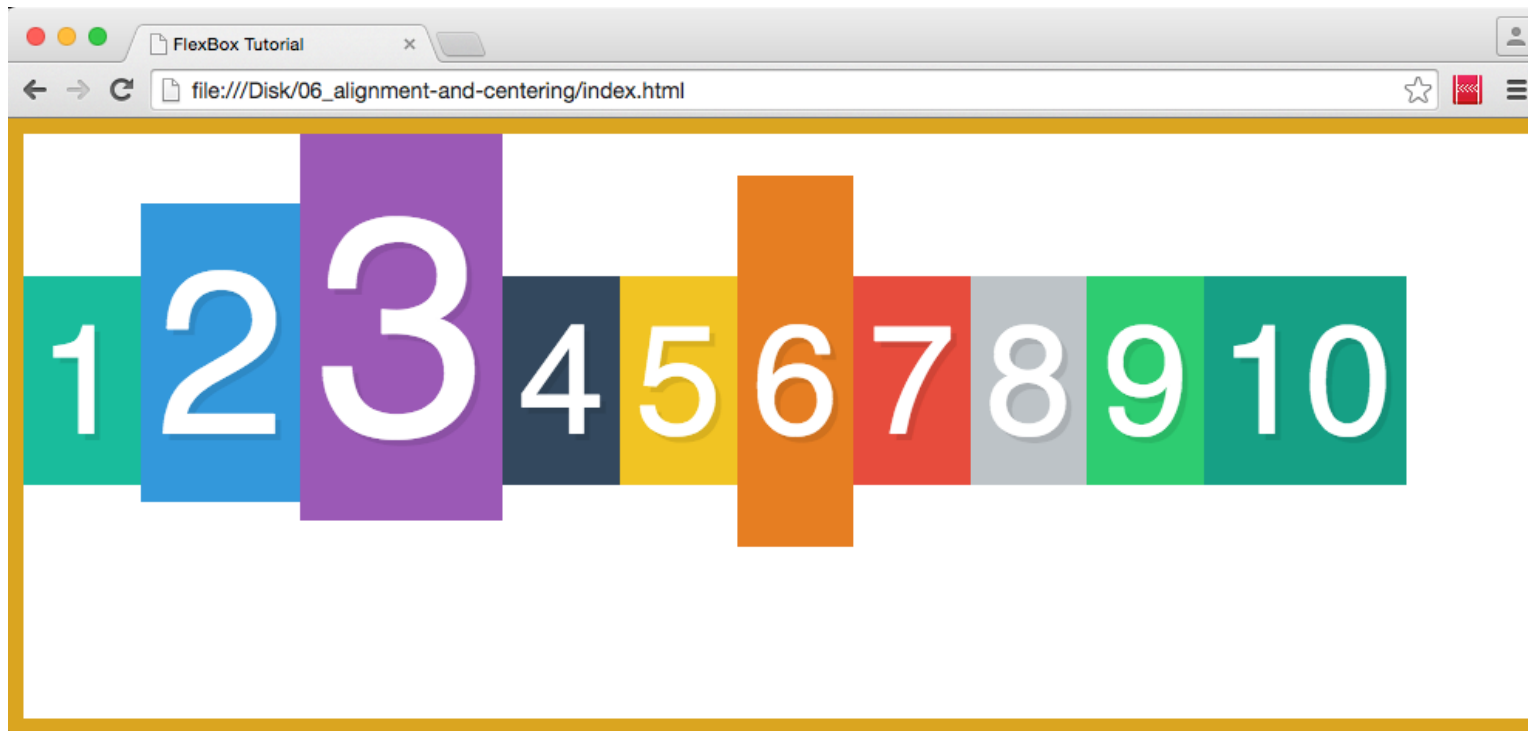 FlexBox Tutorial
file:///Disk/06_alignment-and-centering/index.html
1 2 3 4 5 6 7 8 9 10